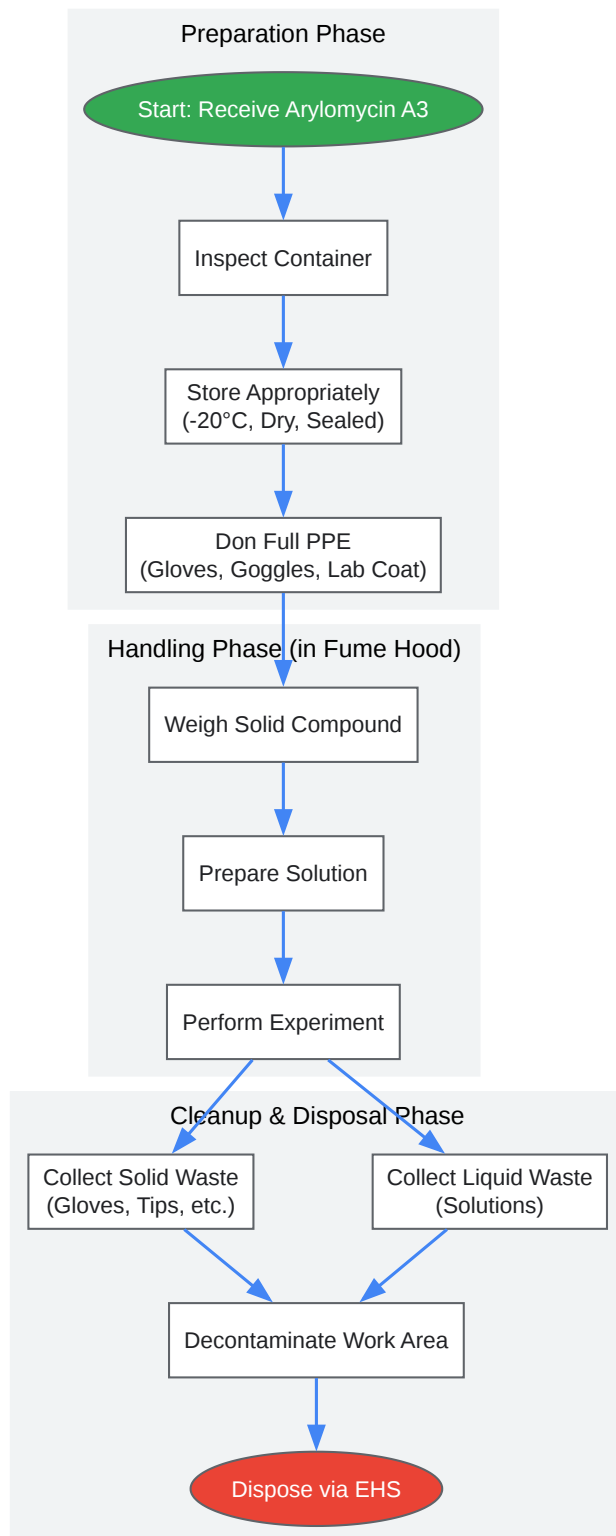 Preparation Phase
Start: Receive Arylomycin A3
Inspect Container
Store Appropriately
(-20°C, Dry, Sealed)
Don Full PPE
(Gloves, Goggles, Lab Coat)
Handling Phase (in Fume Hood)
Weigh Solid Compound
Prepare Solution
Perform Experiment
Cleanup & Disposal Phase
Collect Solid Waste
(Gloves, Tips, etc.)
Collect Liquid Waste
(Solutions)
Decontaminate Work Area
Dispose via EHS